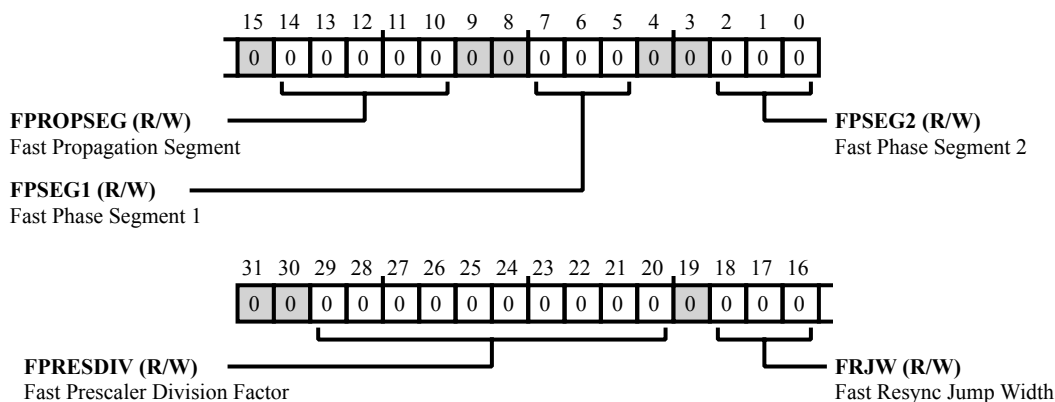 15 14 13 12 11 10 9 8 7 6 5 4 3 2 1 0
0 0 0 0 0 0 0 0 0 0 0 0 0 0 0 0
FPROPSEG (R/W)
Fast Propagation Segment
FPSEG2 (R/W)
Fast Phase Segment 2
FPSEG1 (R/W)
Fast Phase Segment 1
31 30 29 28 27 26 25 24 23 22 21 20 19 18 17 16
0 0 0 0 0 0 0 0 0 0 0 0 0 0 0 0
FPRESDIV (R/W)
Fast Prescaler Division Factor
FRJW (R/W)
Fast Resync Jump Width